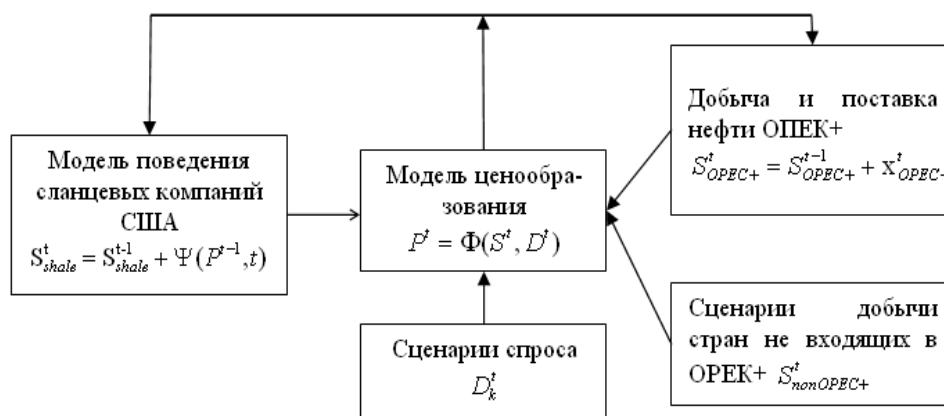 Модель поведения
сланцевых компаний
США
S^t_shale = S^t-1_shale + Ψ(P^t-1,t)
Модель ценообра-
зования
P^t = Φ(S^t, D^t)
Сценарии спроса
D^t_k
Добыча и поставка
нефти ОПЕК+
S^t_OPEC+ = S^t-1_OPEC+ + x^t_OPEC+
Сценарии добычи
стран не входящих в
ОРЕК+ S^t_nonOPEC+